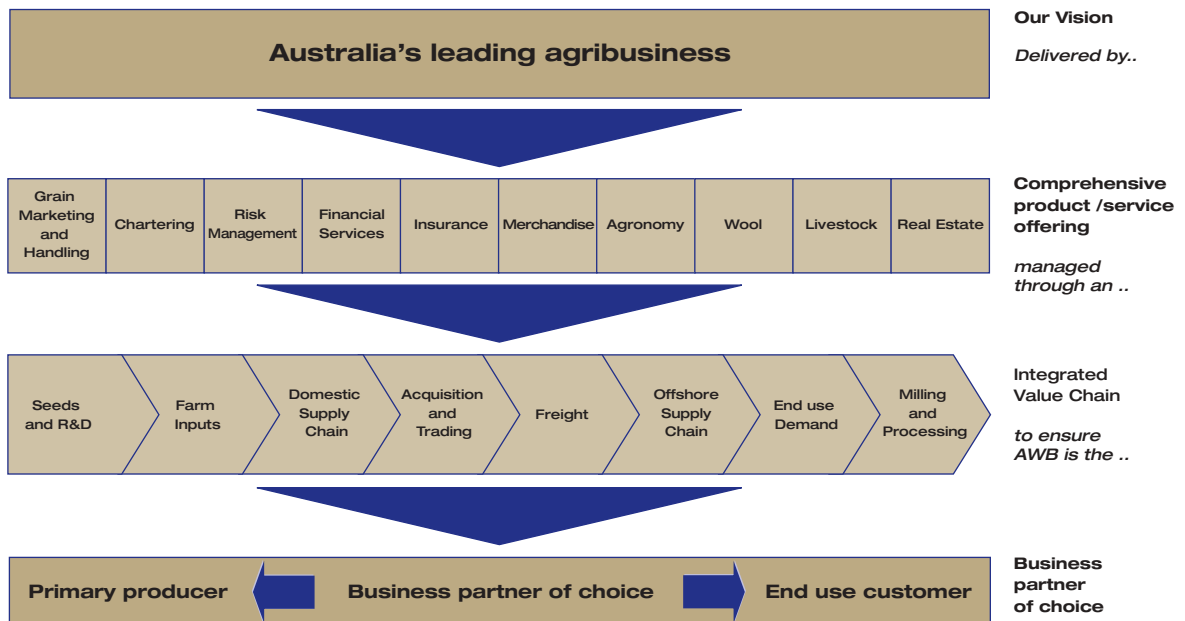 Australia's leading agribusiness
Our Vision
Delivered by..
Grain
Marketing
and
Handling
Chartering
Risk
Management
Financial
Services
Insurance
Merchandise
Agronomy
Wool
Livestock
Real Estate
Comprehensive
product /service
offering
managed
through an ..
Seeds
and R&D
Farm
Inputs
Domestic
Supply
Chain
Acquisition
and
Trading
Freight
Offshore
Supply
Chain
End use
Demand
Milling
and
Processing
Integrated
Value Chain
to ensure
AWB is the ..
Primary producer
Business partner of choice
End use customer
Business
partner
of choice